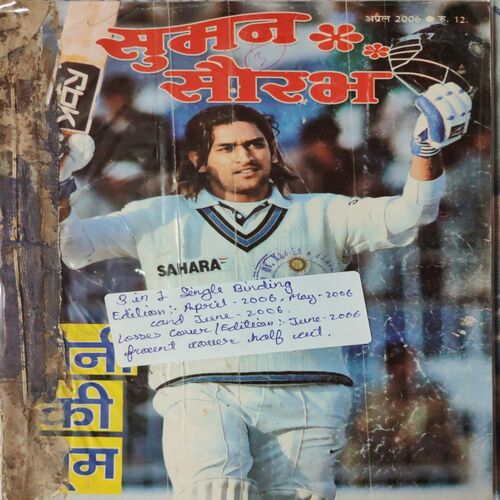 अप्रैल 2006 ● रु. 12.
सुमन
सौरभ
Rbk
SAHARA
3 in 1 Single Binding
Edition:- April - 2006, May - 2006
and June - 2006.
Losses Cover/Edition:- June - 2006
front cover half cut.
नी
की
म